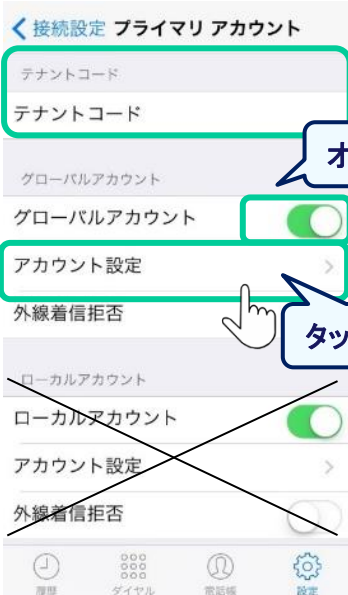 接続設定 プライマリ アカウント
テナントコード
テナントコード
オ
グローバルアカウント
グローバルアカウント
アカウント設定
外線着信拒否
タッ
ローカルアカウント
ローカルアカウント
アカウント設定
外線着信拒否
履歴 ダイヤル 電話帳 設定